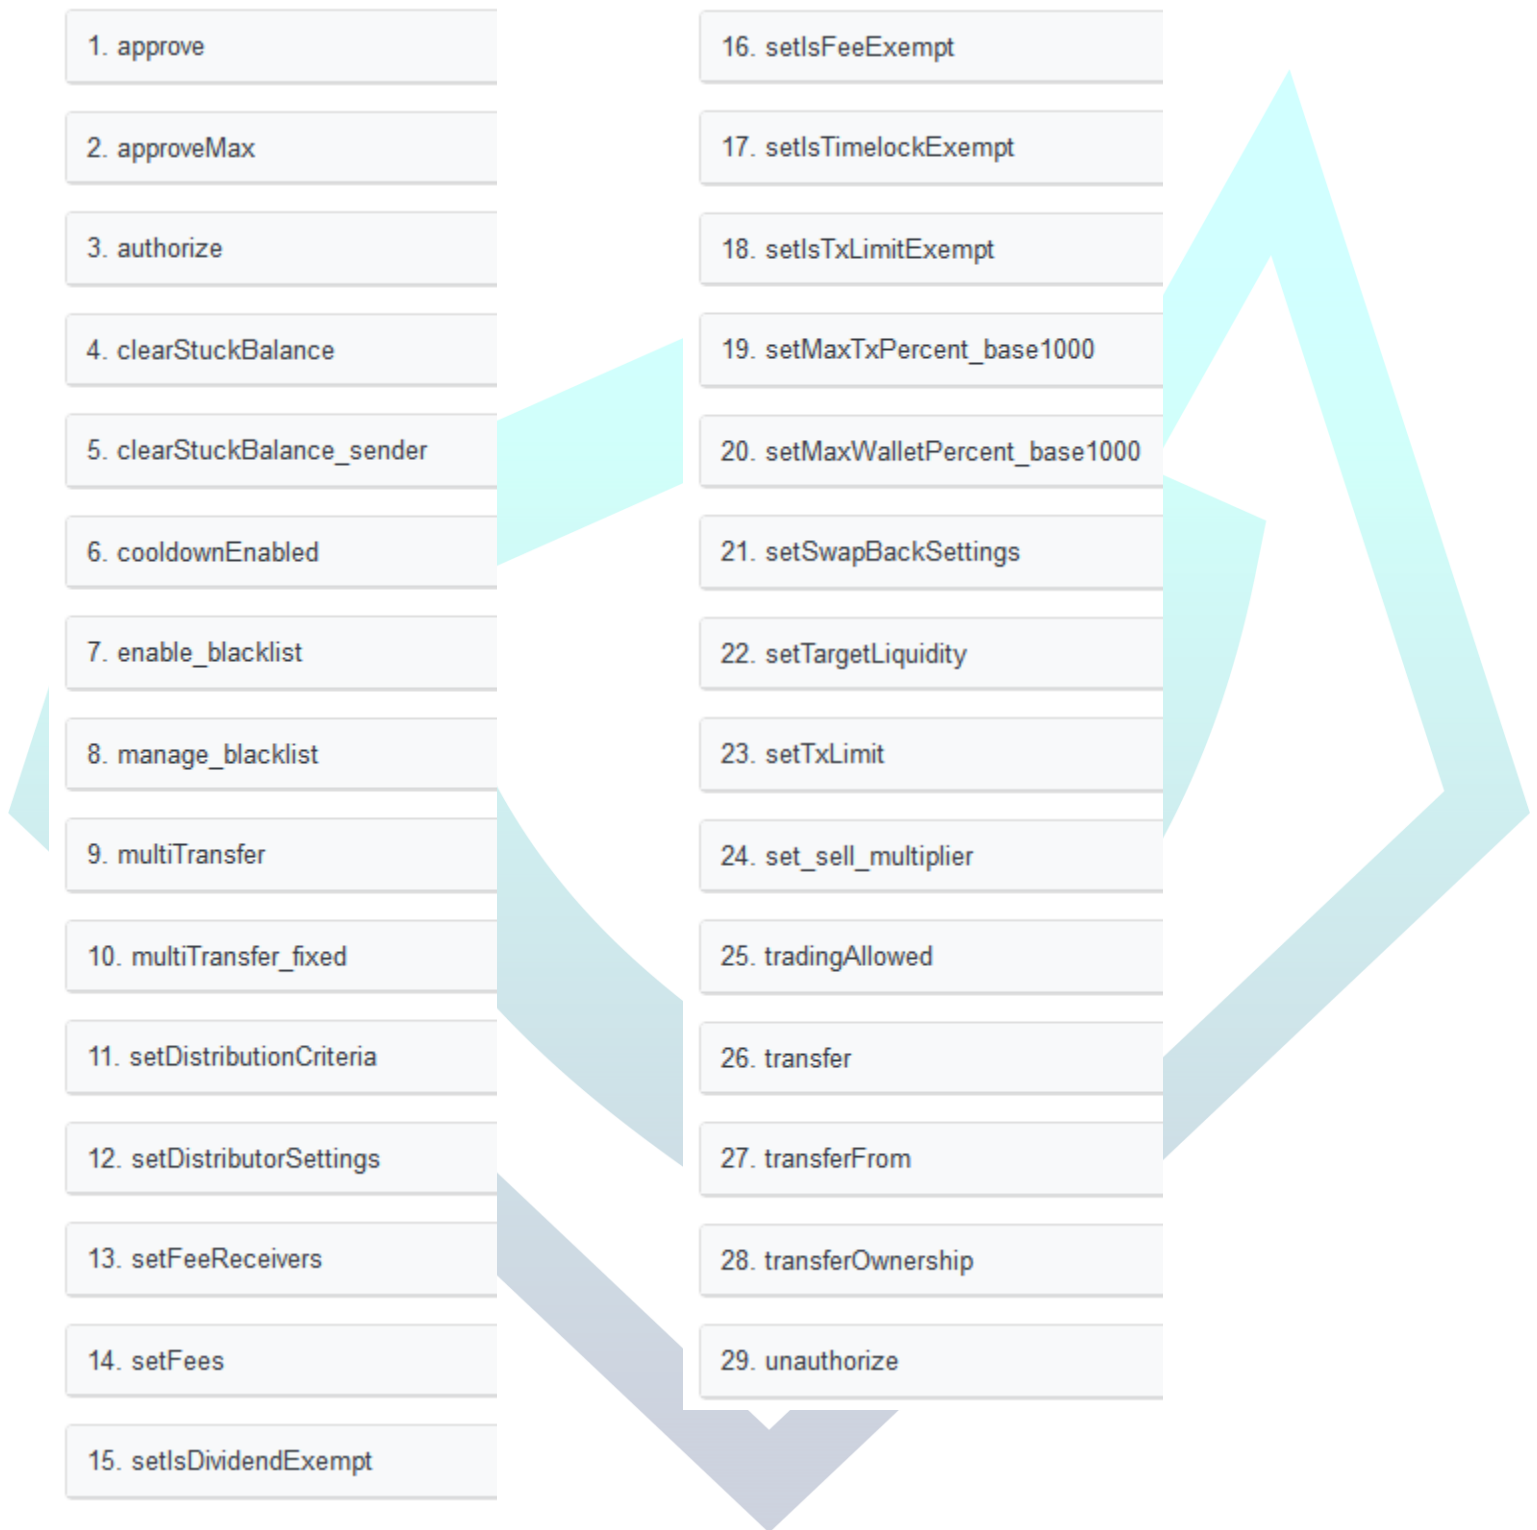 1. approve
2. approveMax
3. authorize
4. clearStuckBalance
5. clearStuckBalance_sender
6. cooldownEnabled
7. enable_blacklist
8. manage_blacklist
9. multiTransfer
10. multiTransfer_fixed
11. setDistributionCriteria
12. setDistributorSettings
13. setFeeReceivers
14. setFees
15. setIsDividendExempt
16. setIsFeeExempt
17. setIsTimelockExempt
18. setIsTxLimitExempt
19. setMaxTxPercent_base1000
20. setMaxWalletPercent_base1000
21. setSwapBackSettings
22. setTargetLiquidity
23. setTxLimit
24. set_sell_multiplier
25. tradingAllowed
26. transfer
27. transferFrom
28. transferOwnership
29. unauthorize